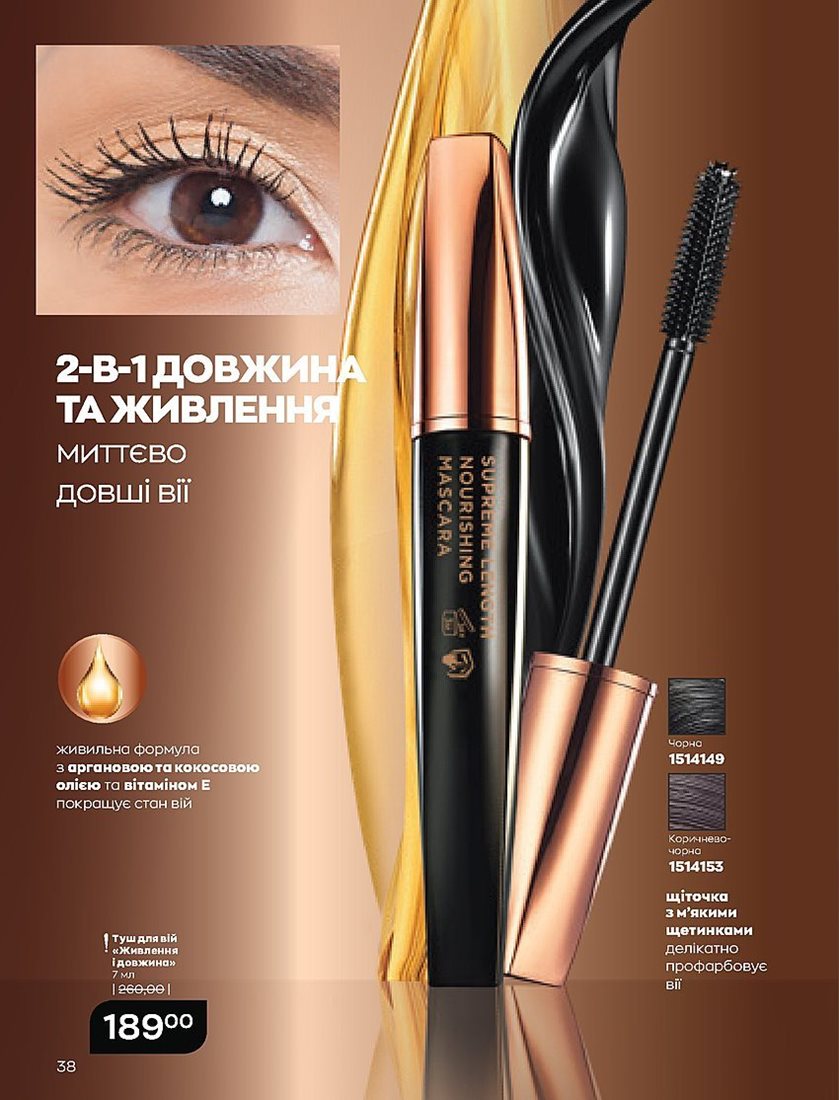 2-В-1 ДОВЖИНА
ТА ЖИВЛЕННЯ
МИТТЄВО
ДОВШІ ВІЇ
SUPREME LENGTH
NOURISHING
MASCARA
живильна формула
з аргановою та кокосовою
олією та вітаміном Е
покращує стан вій
Чорна
1514149
Коричнево-
чорна
1514153
щіточка
з м’якими
щетинками
делікатно
профарбовує
вії
! Туш для вій
«Живлення
і довжина»
7 мл
| 260,00 |
189⁰⁰
38